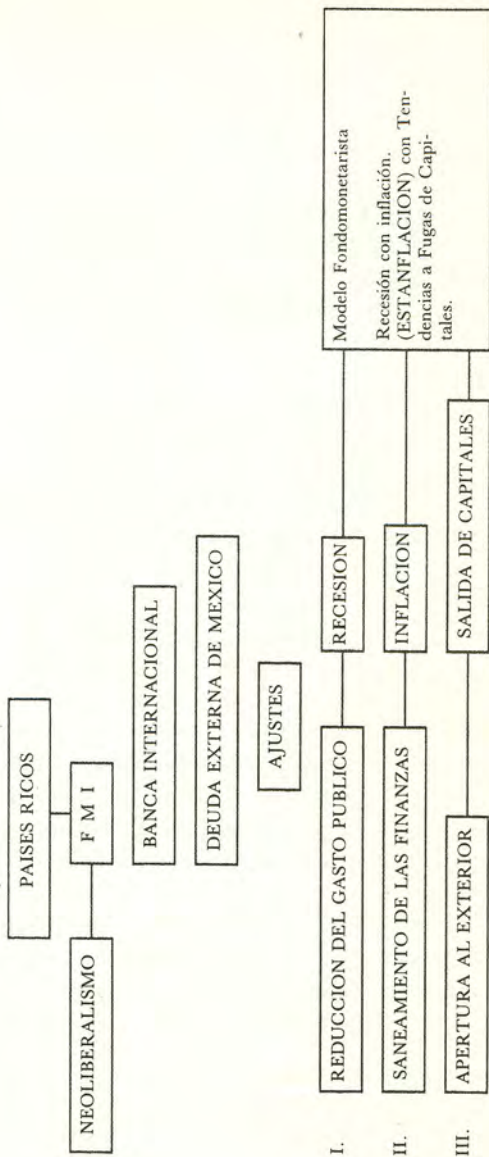 PAISES RICOS
NEOLIBERALISMO
F M I
BANCA INTERNACIONAL
DEUDA EXTERNA DE MEXICO
AJUSTES
I.
REDUCCION DEL GASTO PUBLICO
RECESION
II.
SANEAMIENTO DE LAS FINANZAS
INFLACION
III.
APERTURA AL EXTERIOR
SALIDA DE CAPITALES
Modelo Fondomonetarista
Recesión con inflación.
(ESTANFLACION) con Ten-
dencias a Fugas de Capi-
tales.